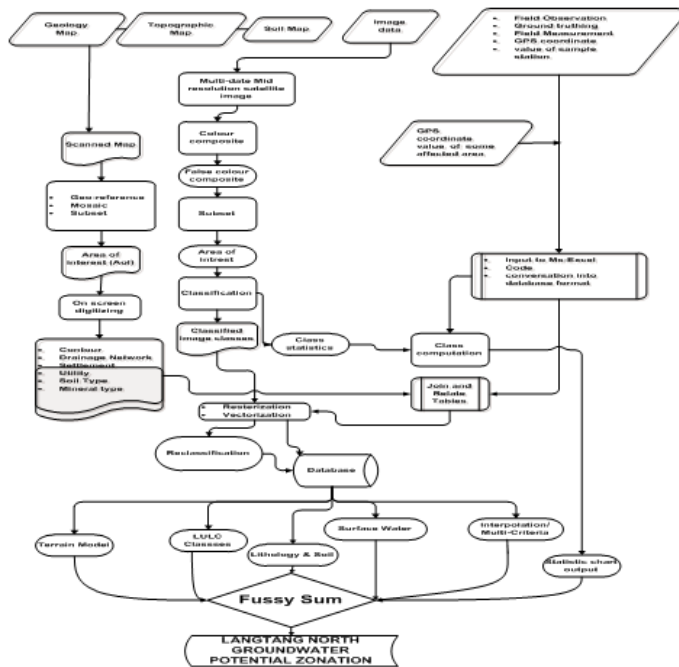 Geology
Map
Topographic
Map
Soil Map
Image
data
• Field Observation
• Ground truthing
• Field Measurement
• GPS coordinate
• value of sample
station
Multi-date Mid
resolution satellite
image
GPS
coordinate
value of some
affected area
Scanned Map
Colour
composite
False colour
composite
• Geo-reference
• Mosaic
• Subset
Subset
Area of
Interest (AoI)
Area of
Intrest
• Input to Ms-Excel
• Code
• conversation into
database format
On screen
digitizing
Classification
Classified
Image classes
Class
statistics
Class
computation
• Contour
• Drainage Network
• Settlement
• Utility
• Soil Type
• Mineral type
Join and
Relate
Tables
• Rasterization
• Vectorization
Reclassification
Database
Terrain Model
LULC
Classses
Lithology & Soil
Surface Water
Interpolation/
Multi-Criteria
Statistic chart
output
Fussy Sum
LANGTANG NORTH
GROUNDWATER
POTENTIAL ZONATION